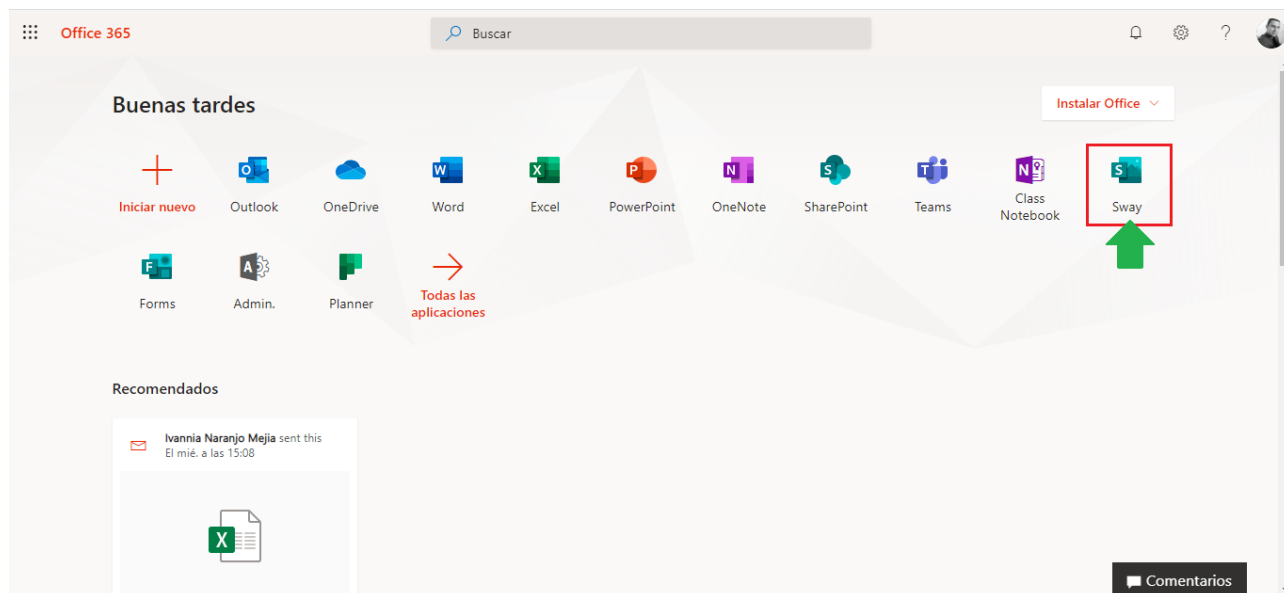 Office 365
Buscar
?
Buenas tardes
Instalar Office
Iniciar nuevo
Outlook
OneDrive
Word
Excel
PowerPoint
OneNote
SharePoint
Teams
Class
Notebook
Sway
Forms
Admin.
Planner
Todas las
aplicaciones
Recomendados
Ivannia Naranjo Mejia sent this
El mié. a las 15:08
Comentarios